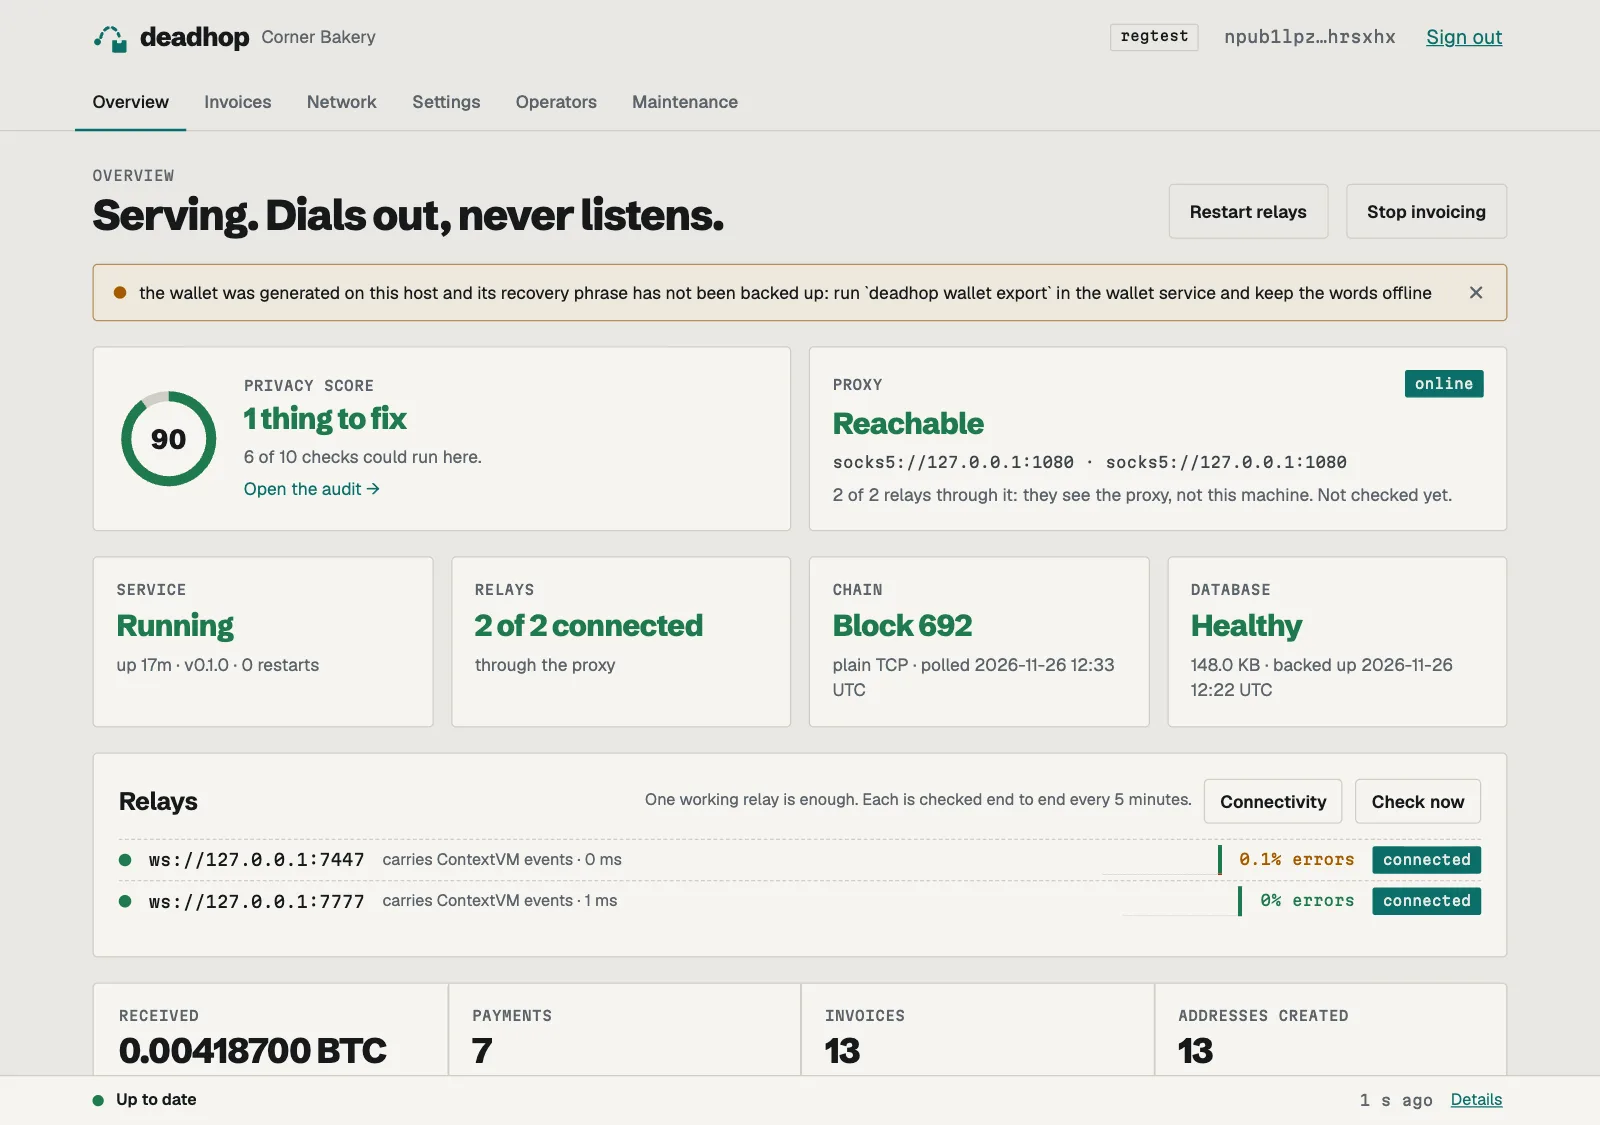 deadhop Corner Bakery
regtest npub1lpz…hrsxhx Sign out
Overview Invoices Network Settings Operators Maintenance
OVERVIEW
Serving. Dials out, never listens.
Restart relays Stop invoicing
the wallet was generated on this host and its recovery phrase has not been backed up: run `deadhop wallet export` in the wallet service and keep the words offline ✕
90
PRIVACY SCORE
1 thing to fix
6 of 10 checks could run here.
Open the audit →
PROXY online
Reachable
socks5://127.0.0.1:1080 · socks5://127.0.0.1:1080
2 of 2 relays through it: they see the proxy, not this machine. Not checked yet.
SERVICE
Running
up 17m · v0.1.0 · 0 restarts
RELAYS
2 of 2 connected
through the proxy
CHAIN
Block 692
plain TCP · polled 2026-11-26 12:33
UTC
DATABASE
Healthy
148.0 KB · backed up 2026-11-26
12:22 UTC
Relays One working relay is enough. Each is checked end to end every 5 minutes. Connectivity Check now
ws://127.0.0.1:7447 carries ContextVM events · 0 ms 0.1% errors connected
ws://127.0.0.1:7777 carries ContextVM events · 1 ms 0% errors connected
RECEIVED
0.00418700 BTC
PAYMENTS
7
INVOICES
13
ADDRESSES CREATED
13
Up to date 1 s ago Details